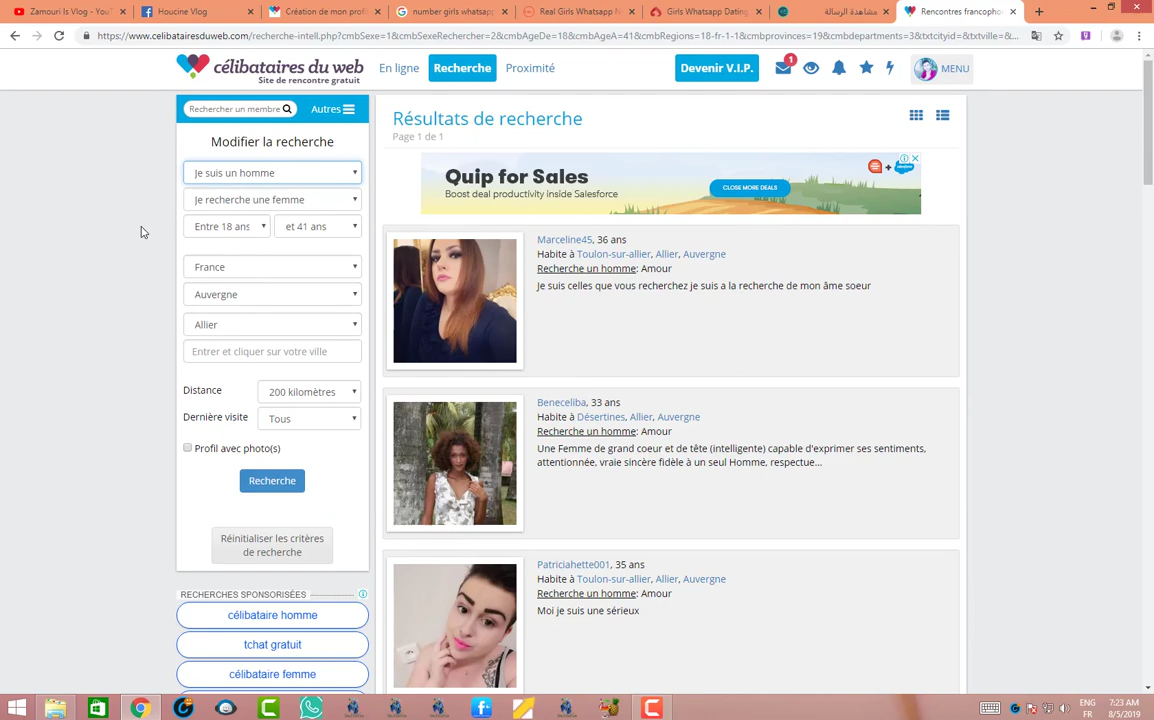 Zamouri Is Vlog - You
Houcine Vlog
Création de mon prof
number girls whatsapp
Real Girls Whatsapp N
Girls Whatsapp Dating
مشاهدة الرسالة
Rencontres francopho
https://www.celibatairesduweb.com/recherche-intell.php?cmbSexe=1&cmbSexeRechercher=2&cmbAgeDe=18&cmbAgeA=41&cmbRegions=18-fr-1-1&cmbprovinces=19&cmbdepartments=3&txtcityid=&txtville=&...
célibataires du web
Site de rencontre gratuit
En ligne
Recherche
Proximité
Devenir V.I.P.
1
MENU
Rechercher un membre
Autres
Modifier la recherche
Je suis un homme
Je recherche une femme
Entre 18 ans
et 41 ans
France
Auvergne
Allier
Entrer et cliquer sur votre ville
Distance
200 kilomètres
Dernière visite
Tous
Profil avec photo(s)
Recherche
Réinitialiser les critères
de recherche
RECHERCHES SPONSORISÉES
célibataire homme
tchat gratuit
célibataire femme
Résultats de recherche
Page 1 de 1
Quip for Sales
Boost deal productivity inside Salesforce
CLOSE MORE DEALS
Marceline45, 36 ans
Habite à Toulon-sur-allier, Allier, Auvergne
Recherche un homme: Amour
Je suis celles que vous recherchez je suis a la recherche de mon âme soeur
Beneceliba, 33 ans
Habite à Désertines, Allier, Auvergne
Recherche un homme: Amour
Une Femme de grand coeur et de tête (intelligente) capable d'exprimer ses sentiments,
attentionnée, vraie sincère fidèle à un seul Homme, respectue...
Patriciahette001, 35 ans
Habite à Toulon-sur-allier, Allier, Auvergne
Recherche un homme: Amour
Moi je suis une sérieux
ENG
FR
7:23 AM
8/5/2019